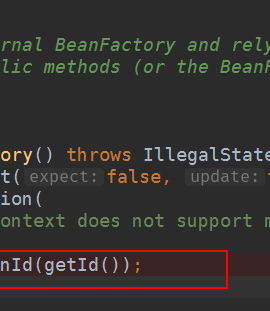 rnal BeanFactory and rely
lic methods (or the BeanF
ory() throws IllegalState
t( expect: false, update: t
ion(
ontext does not support m
nId(getId());